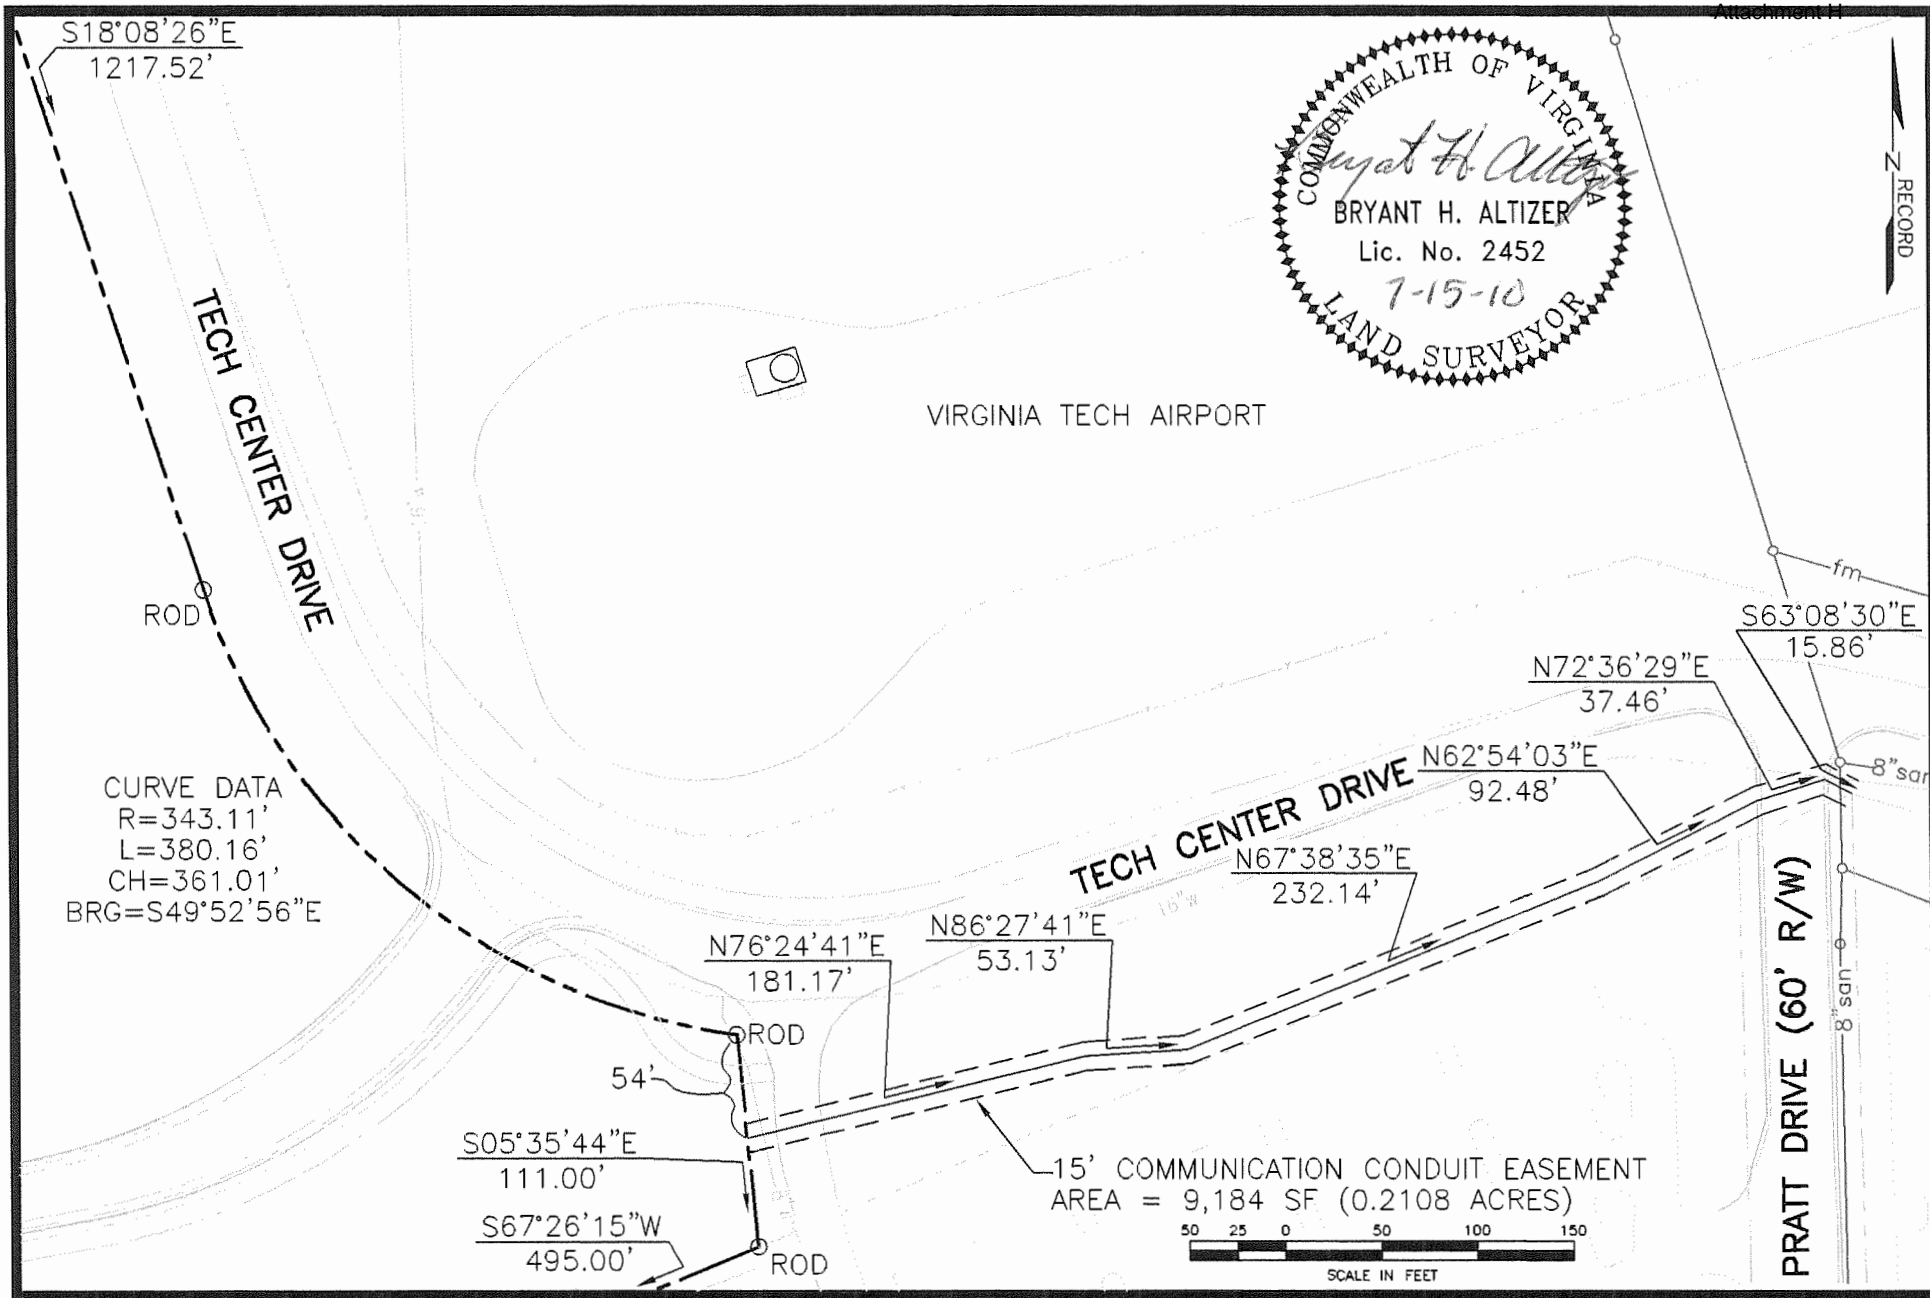 Attachment H
S18°08'26"E
1217.52'
COMMONWEALTH OF VIRGINIA
BRYANT H. ALTIZER
Lic. No. 2452
7-15-10
LAND SURVEYOR
N
RECORD
TECH CENTER DRIVE
VIRGINIA TECH AIRPORT
ROD
fm
S63°08'30"E
15.86'
N72°36'29"E
37.46'
N62°54'03"E
92.48'
8"san
CURVE DATA
R=343.11'
L=380.16'
CH=361.01'
BRG=S49°52'56"E
TECH CENTER DRIVE
N67°38'35"E
232.14'
16"W
N86°27'41"E
53.13'
N76°24'41"E
181.17'
ROD
54'
8" san
PRATT DRIVE (60' R/W)
S05°35'44"E
111.00'
15' COMMUNICATION CONDUIT EASEMENT
AREA = 9,184 SF (0.2108 ACRES)
S67°26'15"W
495.00'
ROD
50 25 0 50 100 150
SCALE IN FEET